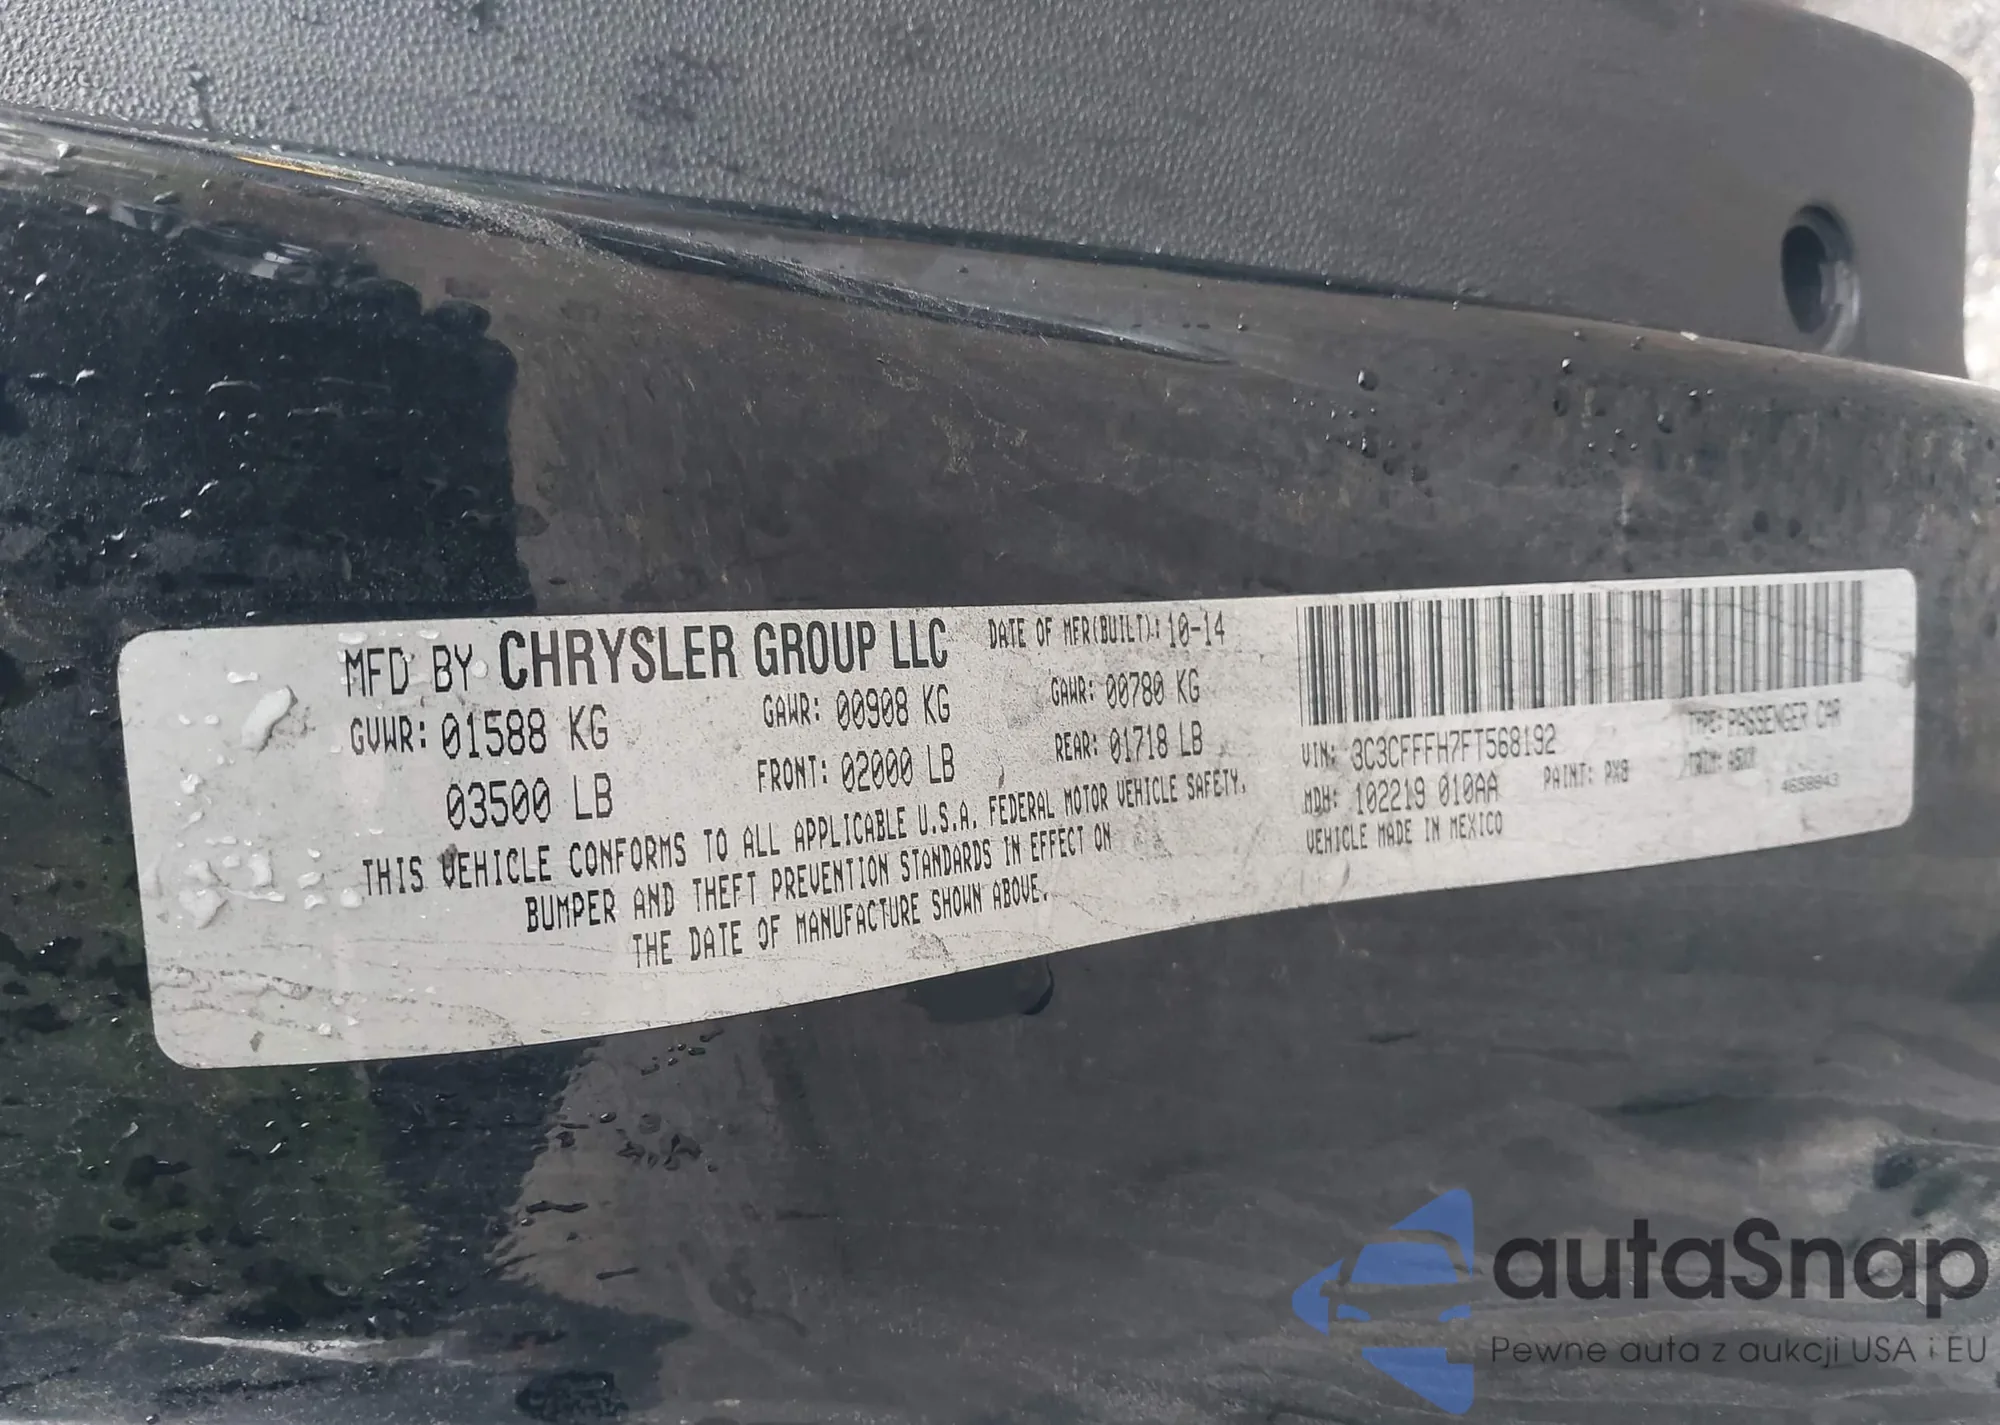 MFD BY CHRYSLER GROUP LLC
DATE OF MFR(BUILT): 10-14
GVWR: 01588 KG
03500 LB
GAWR: 00908 KG
FRONT: 02000 LB
GAWR: 00780 KG
REAR: 01718 LB
THIS VEHICLE CONFORMS TO ALL APPLICABLE U.S.A. FEDERAL MOTOR VEHICLE SAFETY,
BUMPER AND THEFT PREVENTION STANDARDS IN EFFECT ON
THE DATE OF MANUFACTURE SHOWN ABOVE.
VIN: 3C3CFFFH7FT568192
TYPE: PASSENGER CAR
MDH: 102219 010AA
PAINT: PX8
TRIM:
VEHICLE MADE IN MEXICO
autaSnap
Pewne auta z aukcji USA i EU